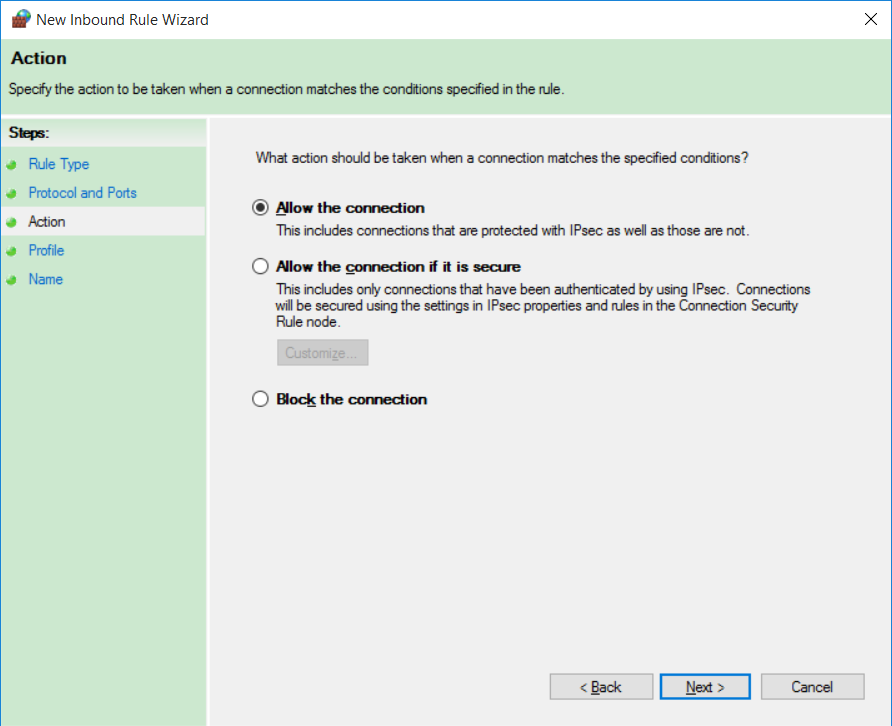 New Inbound Rule Wizard
Action
Specify the action to be taken when a connection matches the conditions specified in the rule.
Steps:
Rule Type
Protocol and Ports
Action
Profile
Name
What action should be taken when a connection matches the specified conditions?
Allow the connection
This includes connections that are protected with IPsec as well as those are not.
Allow the connection if it is secure
This includes only connections that have been authenticated by using IPsec.  Connections
will be secured using the settings in IPsec properties and rules in the Connection Security
Rule node.
Customize...
Block the connection
< Back
Next >
Cancel